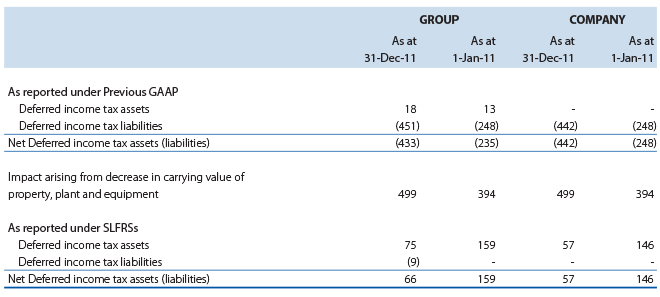 GROUP COMPANY
As at As at As at As at
31-Dec-11 1-Jan-11 31-Dec-11 1-Jan-11
As reported under Previous GAAP
Deferred income tax assets 18 13 - -
Deferred income tax liabilities (451) (248) (442) (248)
Net Deferred income tax assets (liabilities) (433) (235) (442) (248)
Impact arising from decrease in carrying value of
property, plant and equipment 499 394 499 394
As reported under SLFRSs
Deferred income tax assets 75 159 57 146
Deferred income tax liabilities (9) - - -
Net Deferred income tax assets (liabilities) 66 159 57 146